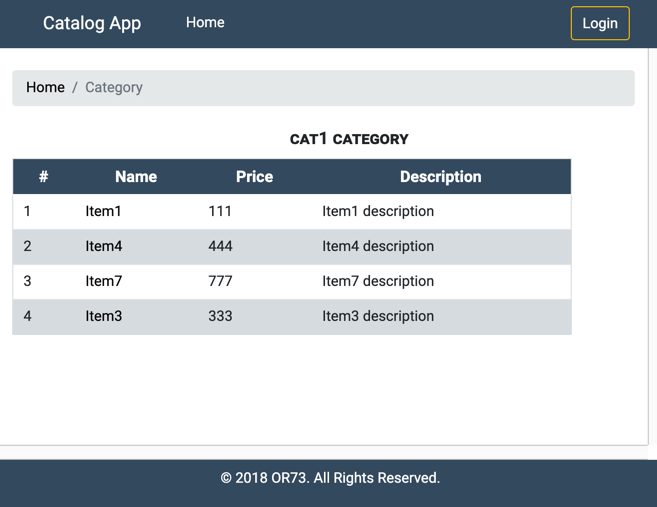 Catalog App Home Login
Home / Category
CAT1 CATEGORY
# Name Price Description
1 Item1 111 Item1 description
2 Item4 444 Item4 description
3 Item7 777 Item7 description
4 Item3 333 Item3 description
© 2018 OR73. All Rights Reserved.